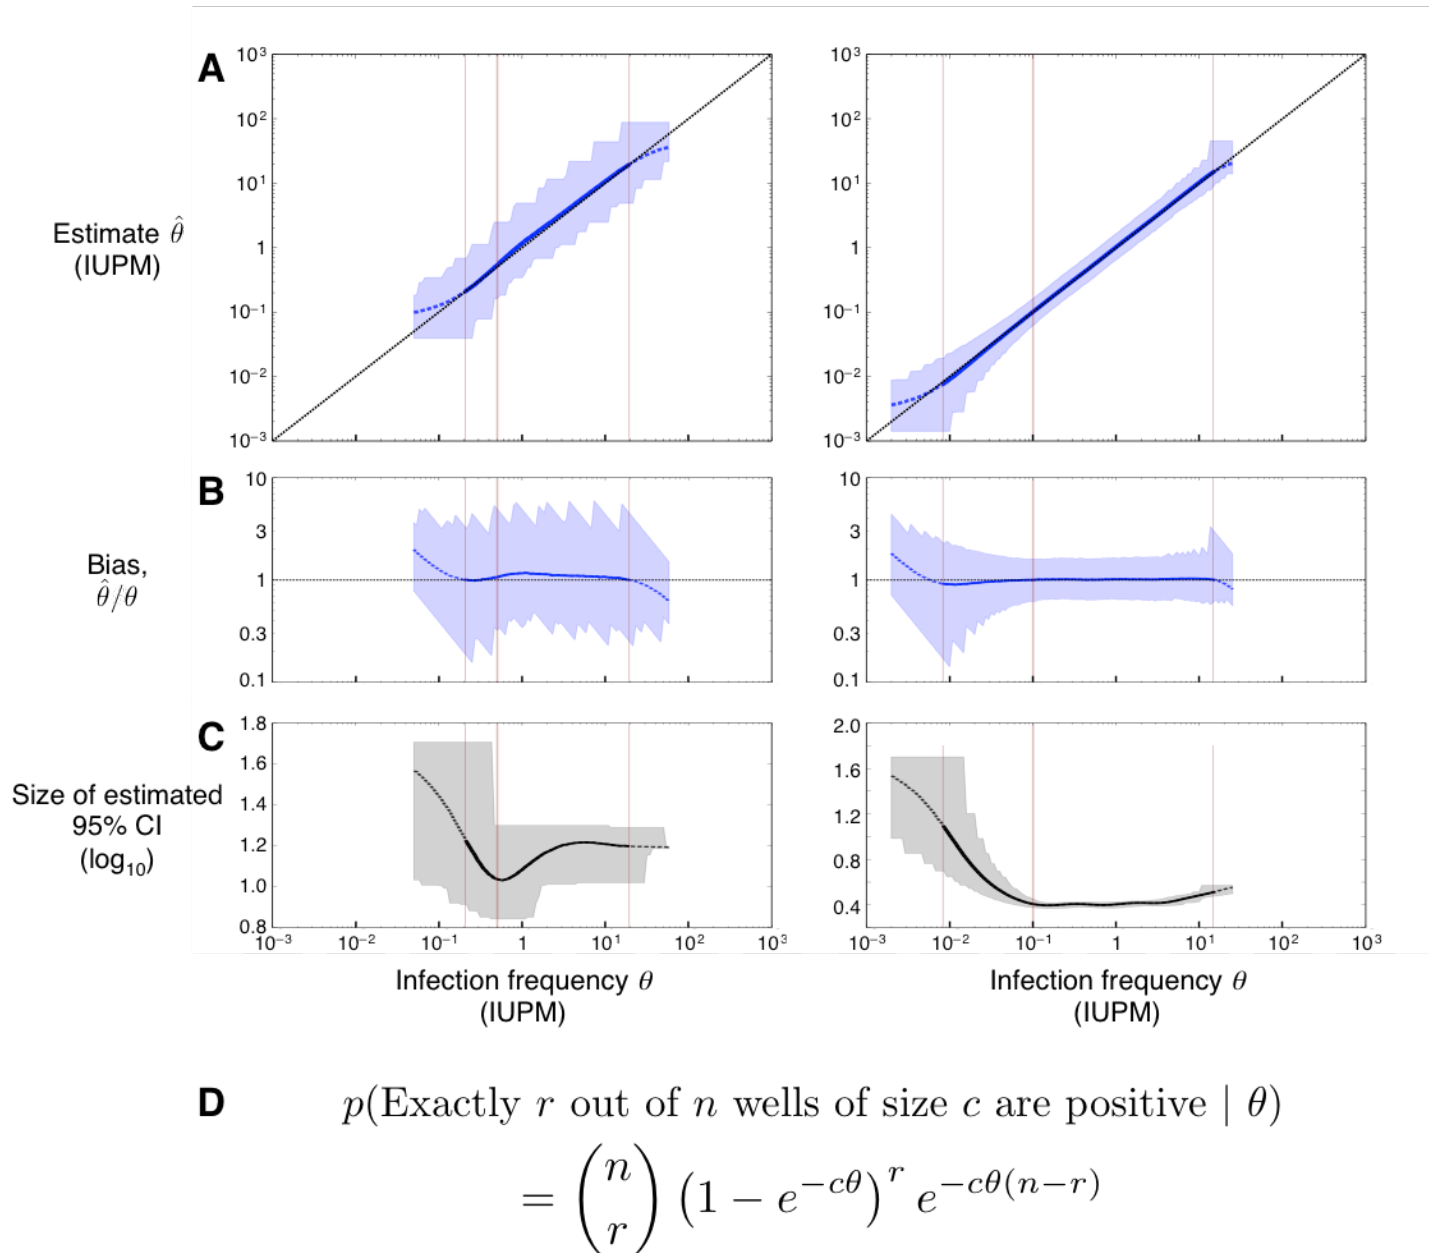 A
10³
10²
10¹
1
10⁻¹
10⁻²
10⁻³
10³
10²
10¹
1
10⁻¹
10⁻²
10⁻³
Estimate θ̂
(IUPM)
B
10
3
1
0.3
0.1
10
3
1
0.3
0.1
Bias,
θ̂/θ
C
1.8
1.6
1.4
1.2
1.0
0.8
2.0
1.6
1.2
0.8
0.4
Size of estimated
95% CI
(log₁₀)
10⁻³ 10⁻² 10⁻¹ 1 10¹ 10² 10³
10⁻³ 10⁻² 10⁻¹ 1 10¹ 10² 10³
Infection frequency θ
(IUPM)
Infection frequency θ
(IUPM)
D
p(Exactly r out of n wells of size c are positive | θ)
= (n r) (1 − e^{−cθ})^r e^{−cθ(n−r)}